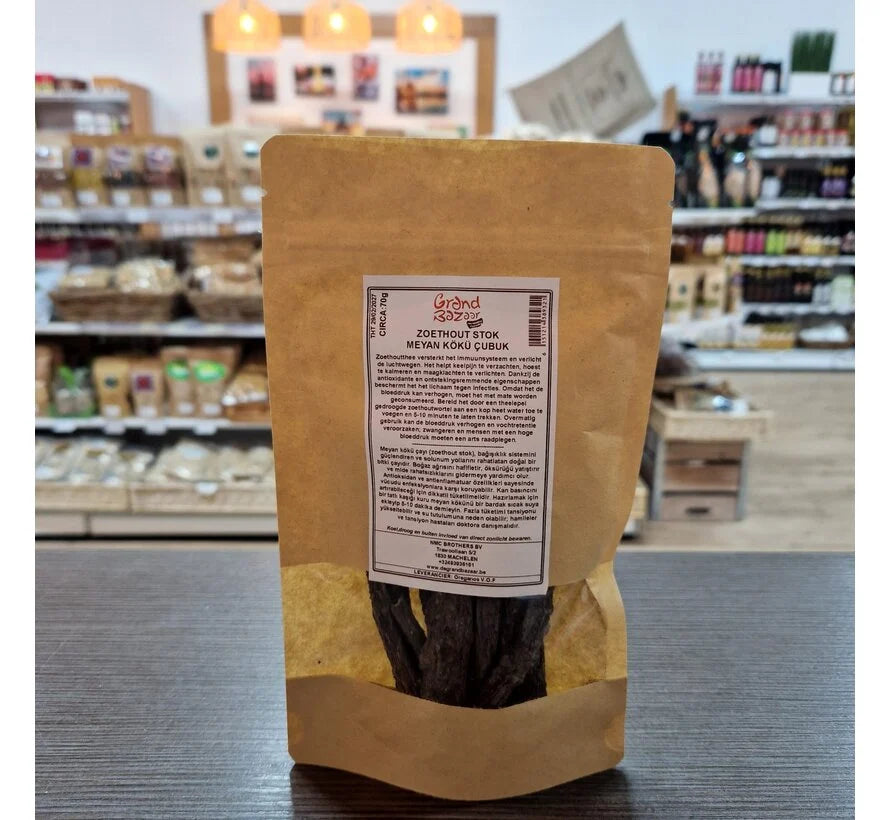 Grand
Bazaar
THT 29/02/2027
CIRCA:70g
ZOETHOUT STOK
MEYAN KÖKÜ ÇUBUK
Zoethoutthee versterkt het immuunsysteem en verlicht
de luchtwegen. Het helpt keelpijn te verzachten, hoest
te kalmeren en maagklachten te verlichten. Dankzij de
antioxidante en ontstekingsremmende eigenschappen
beschermt het het lichaam tegen infecties. Omdat het de
bloeddruk kan verhogen, moet het met mate worden
geconsumeerd. Bereid het door een theelepel
gedroogde zoethoutwortel aan een kop heet water toe te
voegen en 5-10 minuten te laten trekken. Overmatig
gebruik kan de bloeddruk verhogen en vochtretentie
veroorzaken; zwangeren en mensen met een hoge
bloeddruk moeten een arts raadplegen.
Meyan kökü çayı (zoethout stok), bağışıklık sistemini
güçlendiren ve solunum yollarını rahatlatan doğal bir
bitki çayıdır. Boğaz ağrısını hafifletir, öksürüğü yatıştırır
ve mide rahatsızlıklarını gidermeye yardımcı olur.
Antioksidan ve antienflamatuar özellikleri sayesinde
vücudu enfeksiyonlara karşı koruyabilir. Kan basıncını
artırabileceği için dikkatli tüketilmelidir. Hazırlamak için
bir tatlı kaşığı kuru meyan kökünü bir bardak sıcak suya
ekleyip 5-10 dakika demleyin. Fazla tüketimi tansiyonu
yükseltebilir ve su tutulumuna neden olabilir; hamileler
ve tansiyon hastaları doktora danışmalıdır.
Koel,droog en buiten invloed van direct zonlicht bewaren.
NMC BROTHERS BV
Trawoollaan 5/2
1830 MACHELEN
www.degrandbazaar.be
LEVERANCIER: Oreganos V.O.F